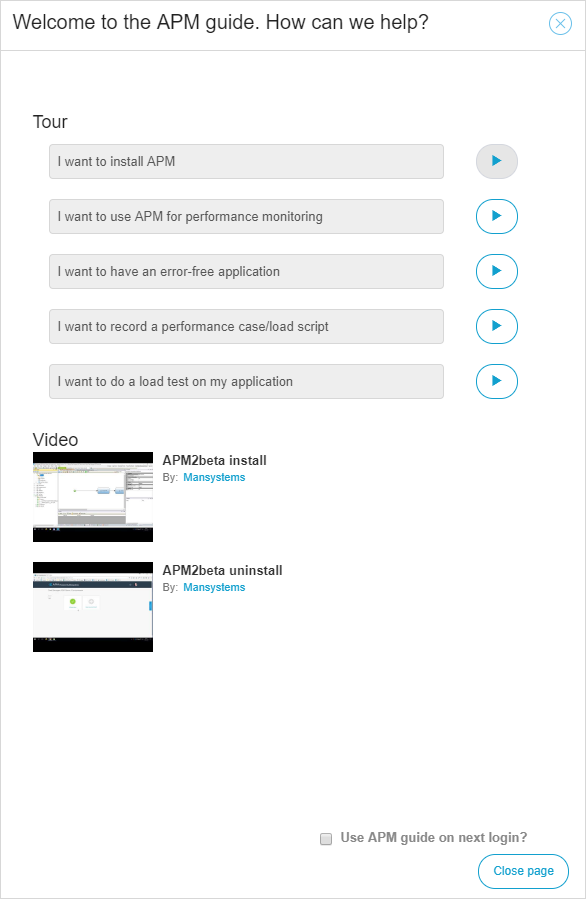 Welcome to the APM guide. How can we help?
Tour
I want to install APM
I want to use APM for performance monitoring
I want to have an error-free application
I want to record a performance case/load script
I want to do a load test on my application
Video
APM2beta install
By: Mansystems
APM2beta uninstall
By: Mansystems
Use APM guide on next login?
Close page